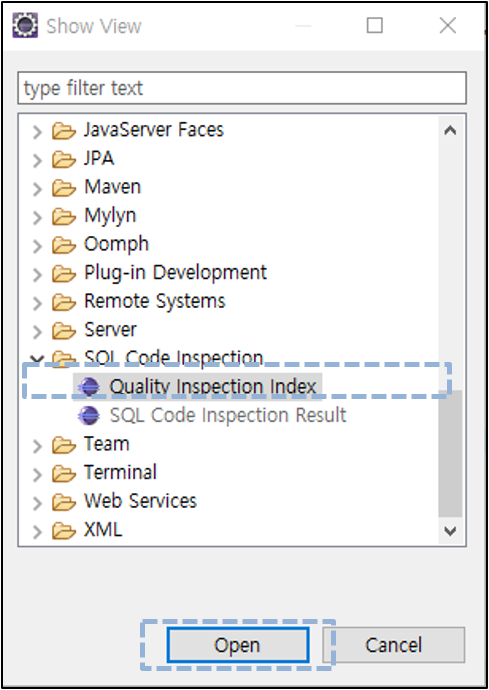 Show View
type filter text
JavaServer Faces
JPA
Maven
Mylyn
Oomph
Plug-in Development
Remote Systems
Server
SQL Code Inspection
Quality Inspection Index
SQL Code Inspection Result
Team
Terminal
Web Services
XML
Open Cancel